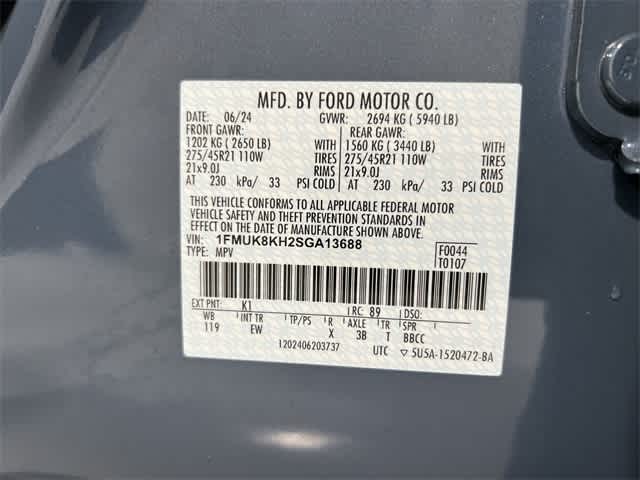 MFD. BY FORD MOTOR CO.
DATE: 06/24 GVWR: 2694 KG ( 5940 LB)
FRONT GAWR: REAR GAWR:
1202 KG ( 2650 LB) WITH 1560 KG ( 3440 LB) WITH
275/45R21 110W TIRES 275/45R21 110W TIRES
21x9.0J RIMS 21x9.0J RIMS
AT 230 kPa/ 33 PSI COLD AT 230 kPa/ 33 PSI COLD
THIS VEHICLE CONFORMS TO ALL APPLICABLE FEDERAL MOTOR
VEHICLE SAFETY AND THEFT PREVENTION STANDARDS IN
EFFECT ON THE DATE OF MANUFACTURE SHOWN ABOVE.
VIN: 1FMUK8KH2SGA13688 F0044
TYPE: MPV T0107
EXT PNT: K1 RC: 89 DSO:
WB INT TR TP/PS R AXLE TR SPR
119 EW X 3B T BBCC
1202406203737 UTC ▽ 5U5A-1520472-BA